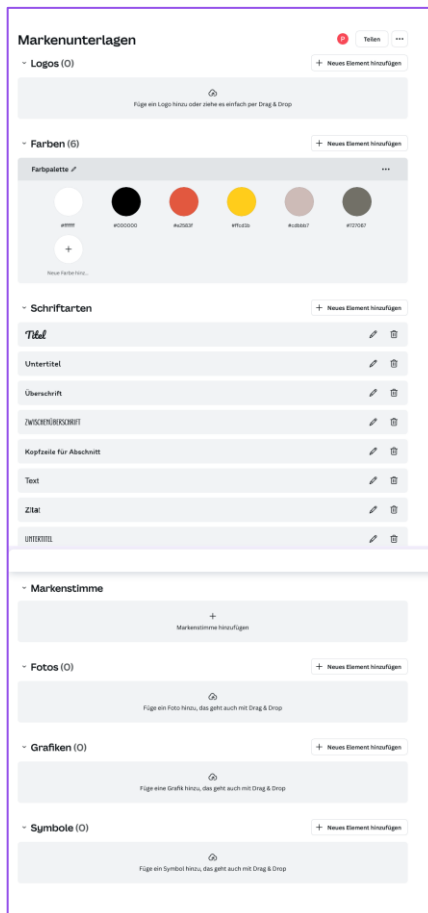 Markenunterlagen
P
Teilen
Logos (0)
Neues Element hinzufügen
Füge ein Logo hinzu oder ziehe es einfach per Drag & Drop
Farben (6)
Neues Element hinzufügen
Farbpalette
#ffffff
#000000
#e2583f
Neue Farbe hinz...
Schriftarten
Neues Element hinzufügen
Titel
Untertitel
Überschrift
ZWISCHENÜBERSCHRIFT
Kopfzeile für Abschnitt
Text
Zitat
UNTERTITEL
Markenstimme
Markenstimme hinzufügen
Fotos (0)
Neues Element hinzufügen
Füge ein Foto hinzu, das geht auch mit Drag & Drop
Grafiken (0)
Neues Element hinzufügen
Füge eine Grafik hinzu, das geht auch mit Drag & Drop
Symbole (0)
Neues Element hinzufügen
Füge ein Symbol hinzu, das geht auch mit Drag & Drop